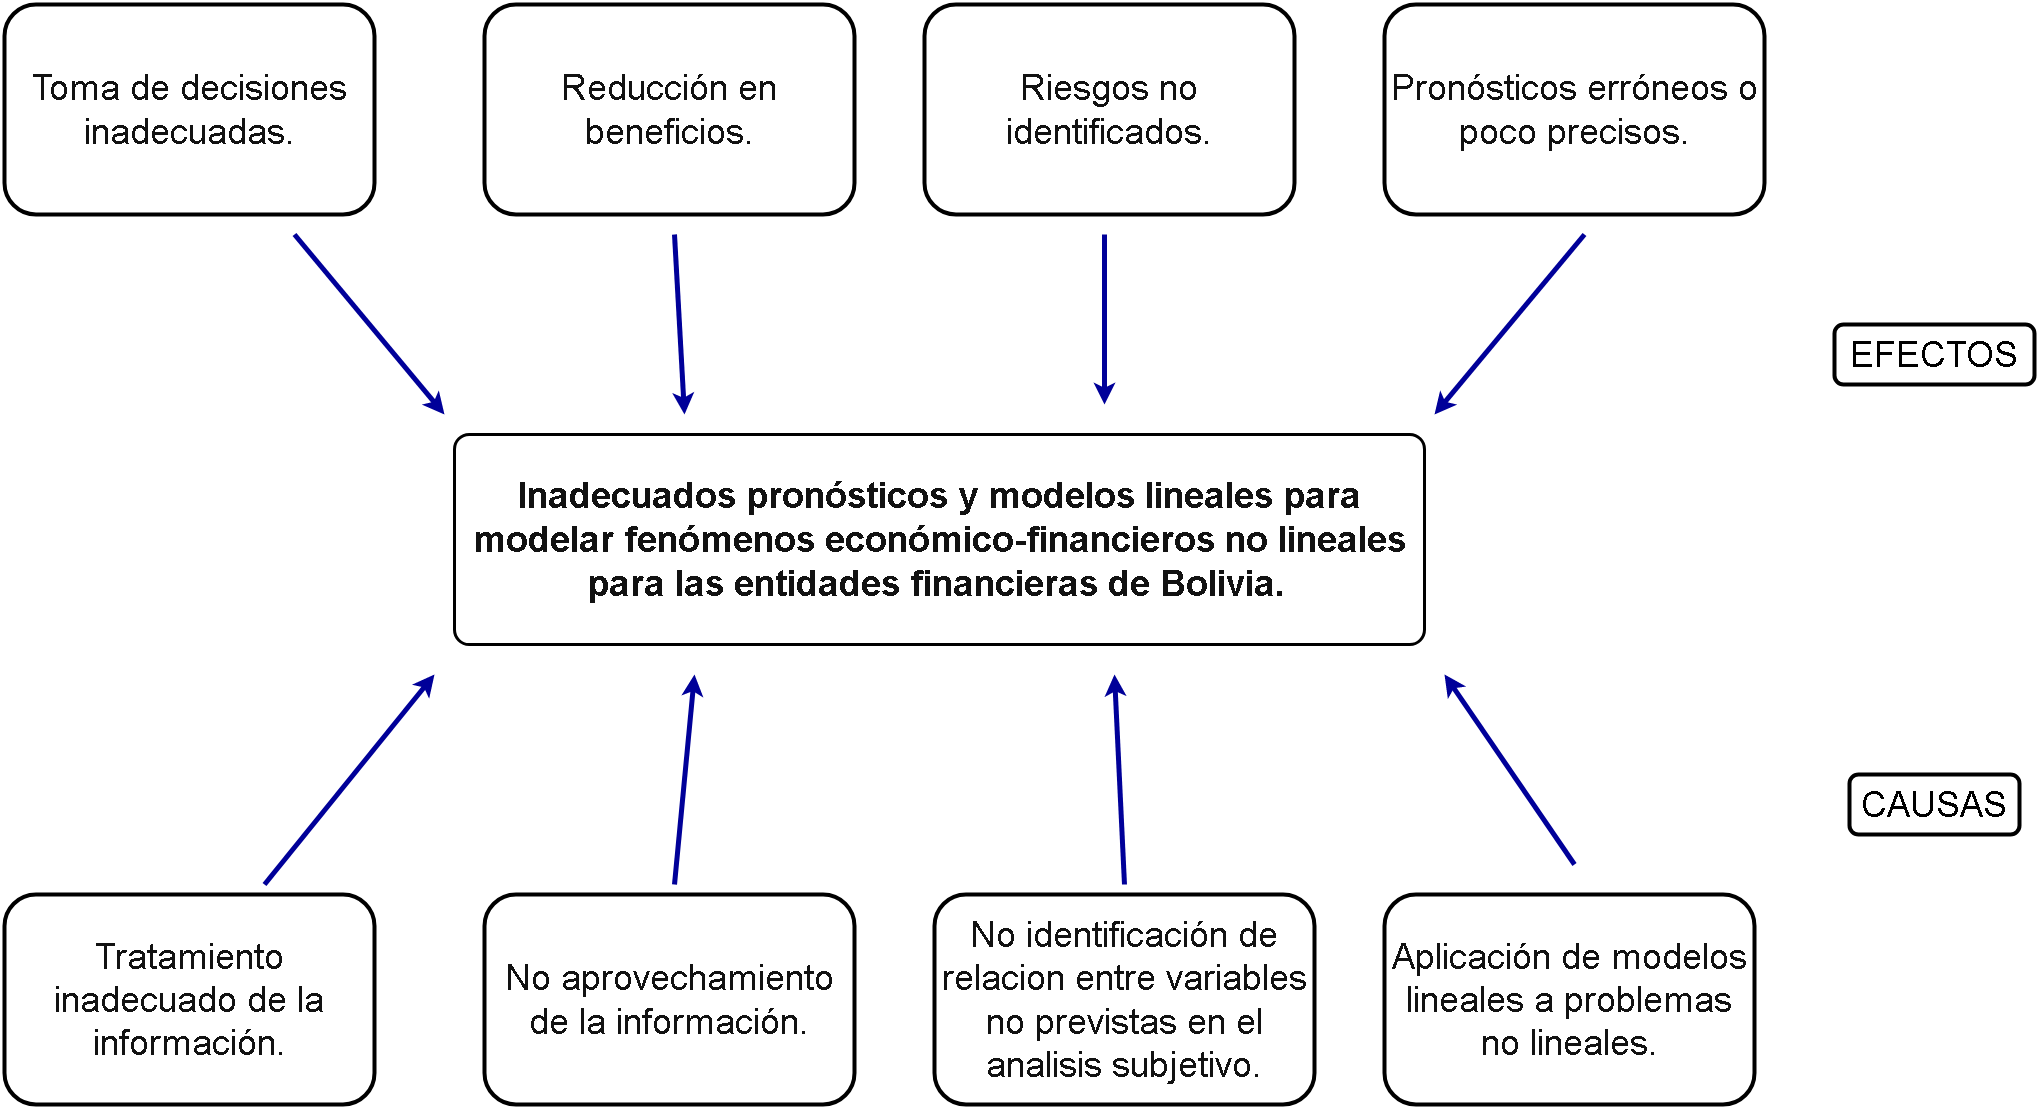 Toma de decisiones
inadecuadas.
Reducción en
beneficios.
Riesgos no
identificados.
Pronósticos erróneos o
poco precisos.
EFECTOS
Inadecuados pronósticos y modelos lineales para
modelar fenómenos económico-financieros no lineales
para las entidades financieras de Bolivia.
CAUSAS
Tratamiento
inadecuado de la
información.
No aprovechamiento
de la información.
No identificación de
relacion entre variables
no previstas en el
analisis subjetivo.
Aplicación de modelos
lineales a problemas
no lineales.